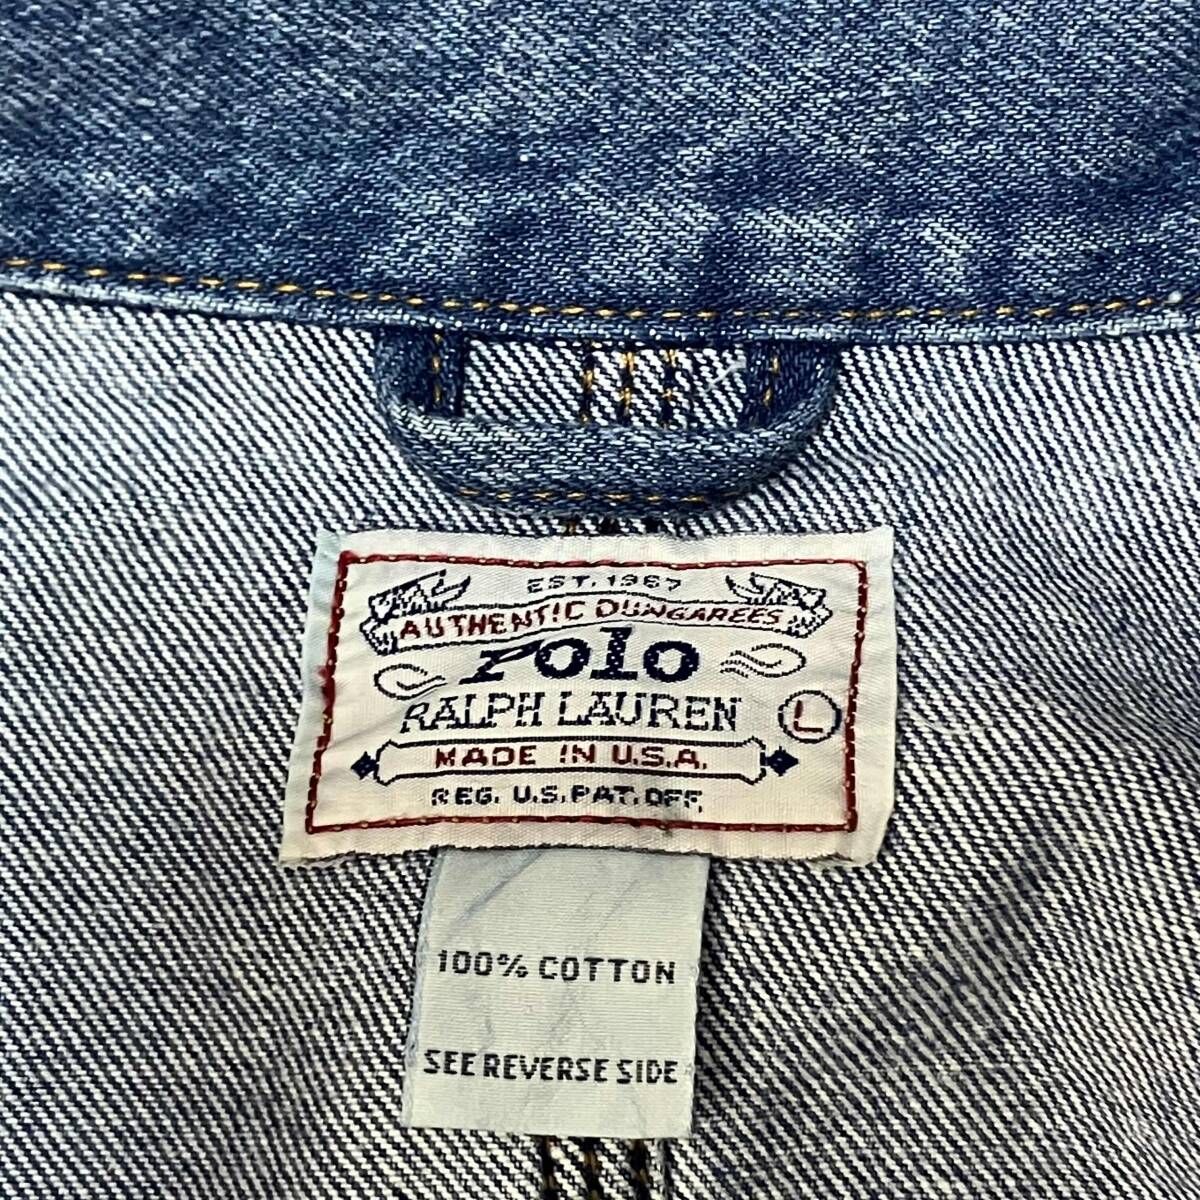 EST. 1967
AUTHENTIC DUNGAREES
Polo
RALPH LAUREN L
MADE IN U.S.A.
REG. U.S. PAT. OFF.
100% COTTON
SEE REVERSE SIDE